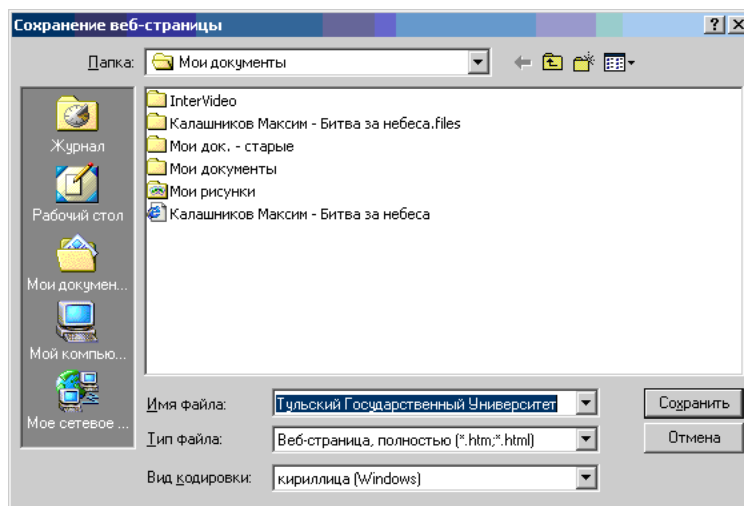 Сохранение веб-страницы
Папка: Мои документы
Журнал
Рабочий стол
Мои докумен...
Мой компью...
Мое сетевое ...
InterVideo
Калашников Максим - Битва за небеса.files
Мои док. - старые
Мои документы
Мои рисунки
Калашников Максим - Битва за небеса
Имя файла: Тульский Государственный Университет Сохранить
Тип файла: Веб-страница, полностью (*.htm;*.html) Отмена
Вид кодировки: кириллица (Windows)